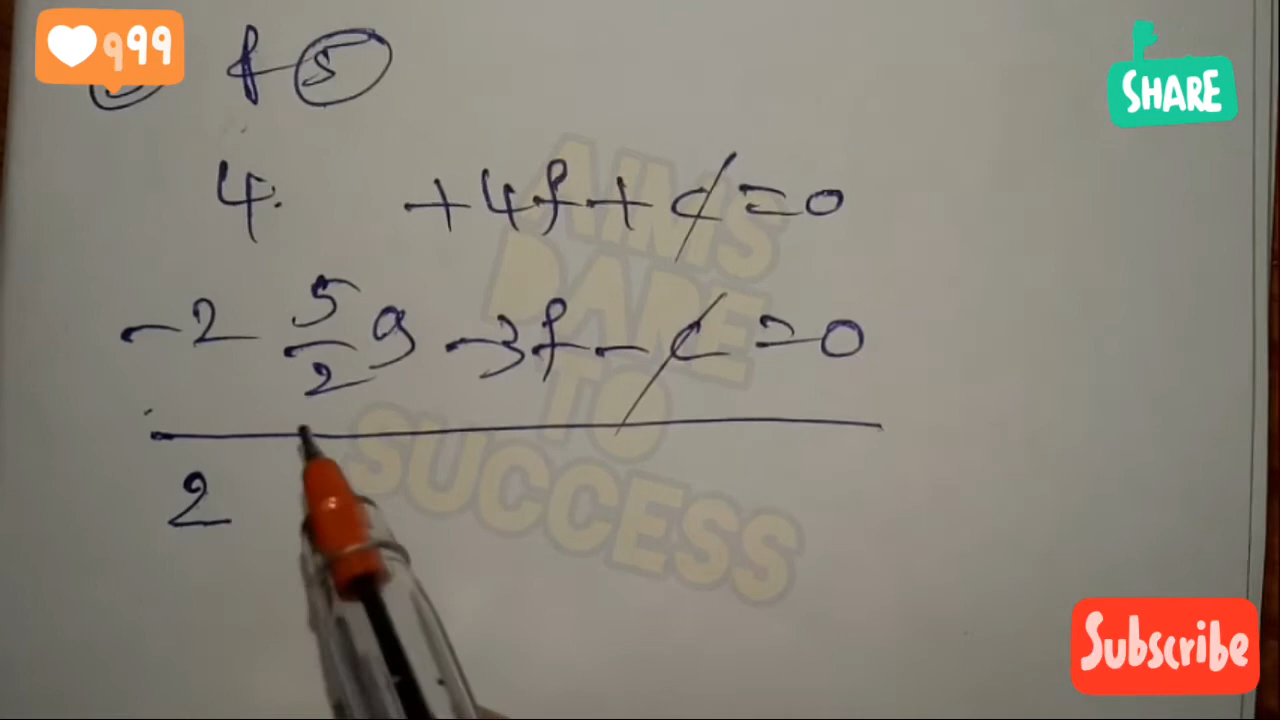 999
& 5
SHARE
4. +4f+c=0
-2 5/2 g -3f-c=0
2
AIMS
DARE
TO
SUCCESS
Subscribe